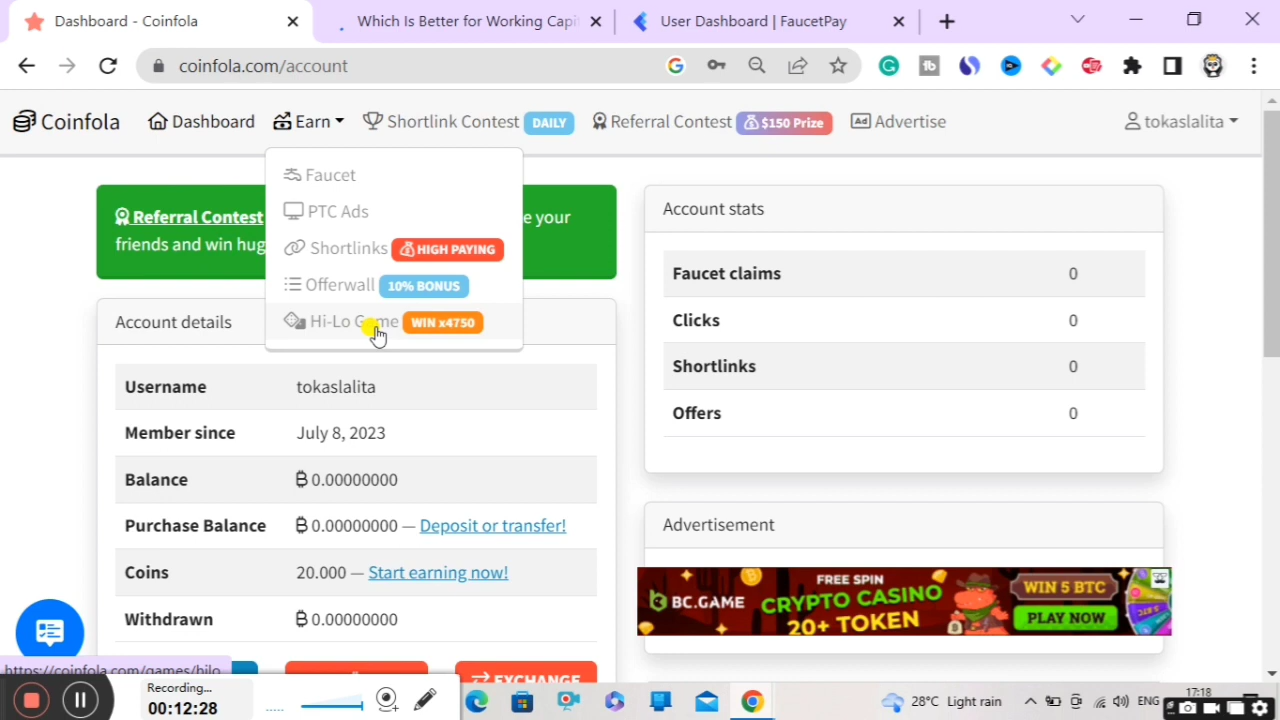 Dashboard - Coinfola
Which Is Better for Working Capi
User Dashboard | FaucetPay
coinfola.com/account
Coinfola
Dashboard
Earn
Shortlink Contest DAILY
Referral Contest $150 Prize
Advertise
tokaslalita
Faucet
PTC Ads
Shortlinks HIGH PAYING
Offerwall 10% BONUS
Hi-Lo Game WIN x4750
Referral Contest
e your
friends and win hug
Account details
Username tokaslalita
Member since July 8, 2023
Balance ₿ 0.00000000
Purchase Balance ₿ 0.00000000 — Deposit or transfer!
Coins 20.000 — Start earning now!
Withdrawn ₿ 0.00000000
EXCHANGE
Account stats
Faucet claims 0
Clicks 0
Shortlinks 0
Offers 0
Advertisement
BC.GAME
FREE SPIN
CRYPTO CASINO
20+ TOKEN
WIN 5 BTC
PLAY NOW
https://coinfola.com/games/hilo
Recording...
00:12:28
28°C Light rain
ENG
17:18